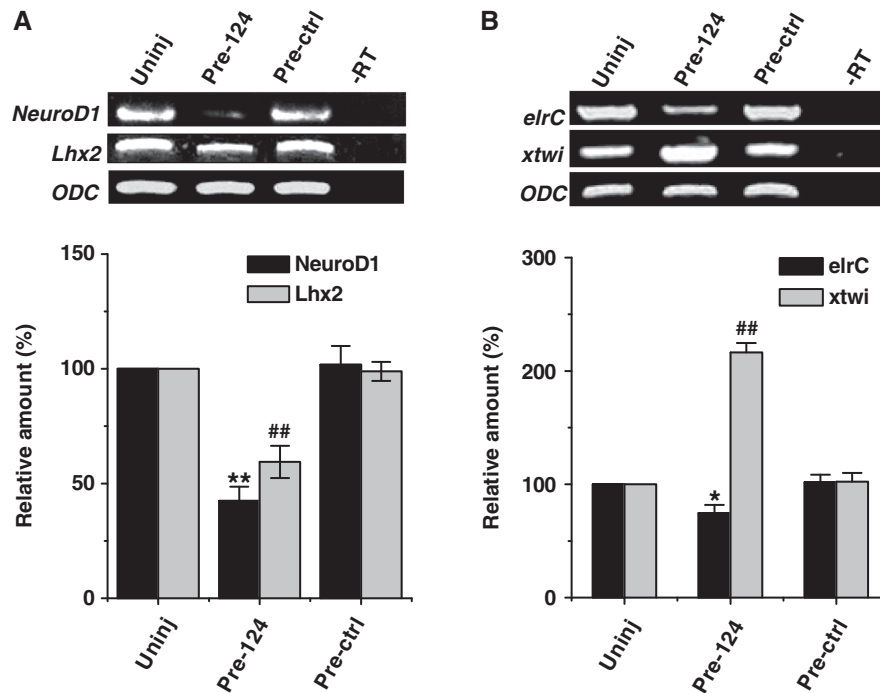 A
Uninj Pre-124 Pre-ctrl -RT
NeuroD1
Lhx2
ODC
150
100
50
0
Relative amount (%)
NeuroD1
Lhx2
**
##
Uninj Pre-124 Pre-ctrl
B
Uninj Pre-124 Pre-ctrl -RT
elrC
xtwi
ODC
300
200
100
0
Relative amount (%)
elrC
xtwi
*
##
Uninj Pre-124 Pre-ctrl